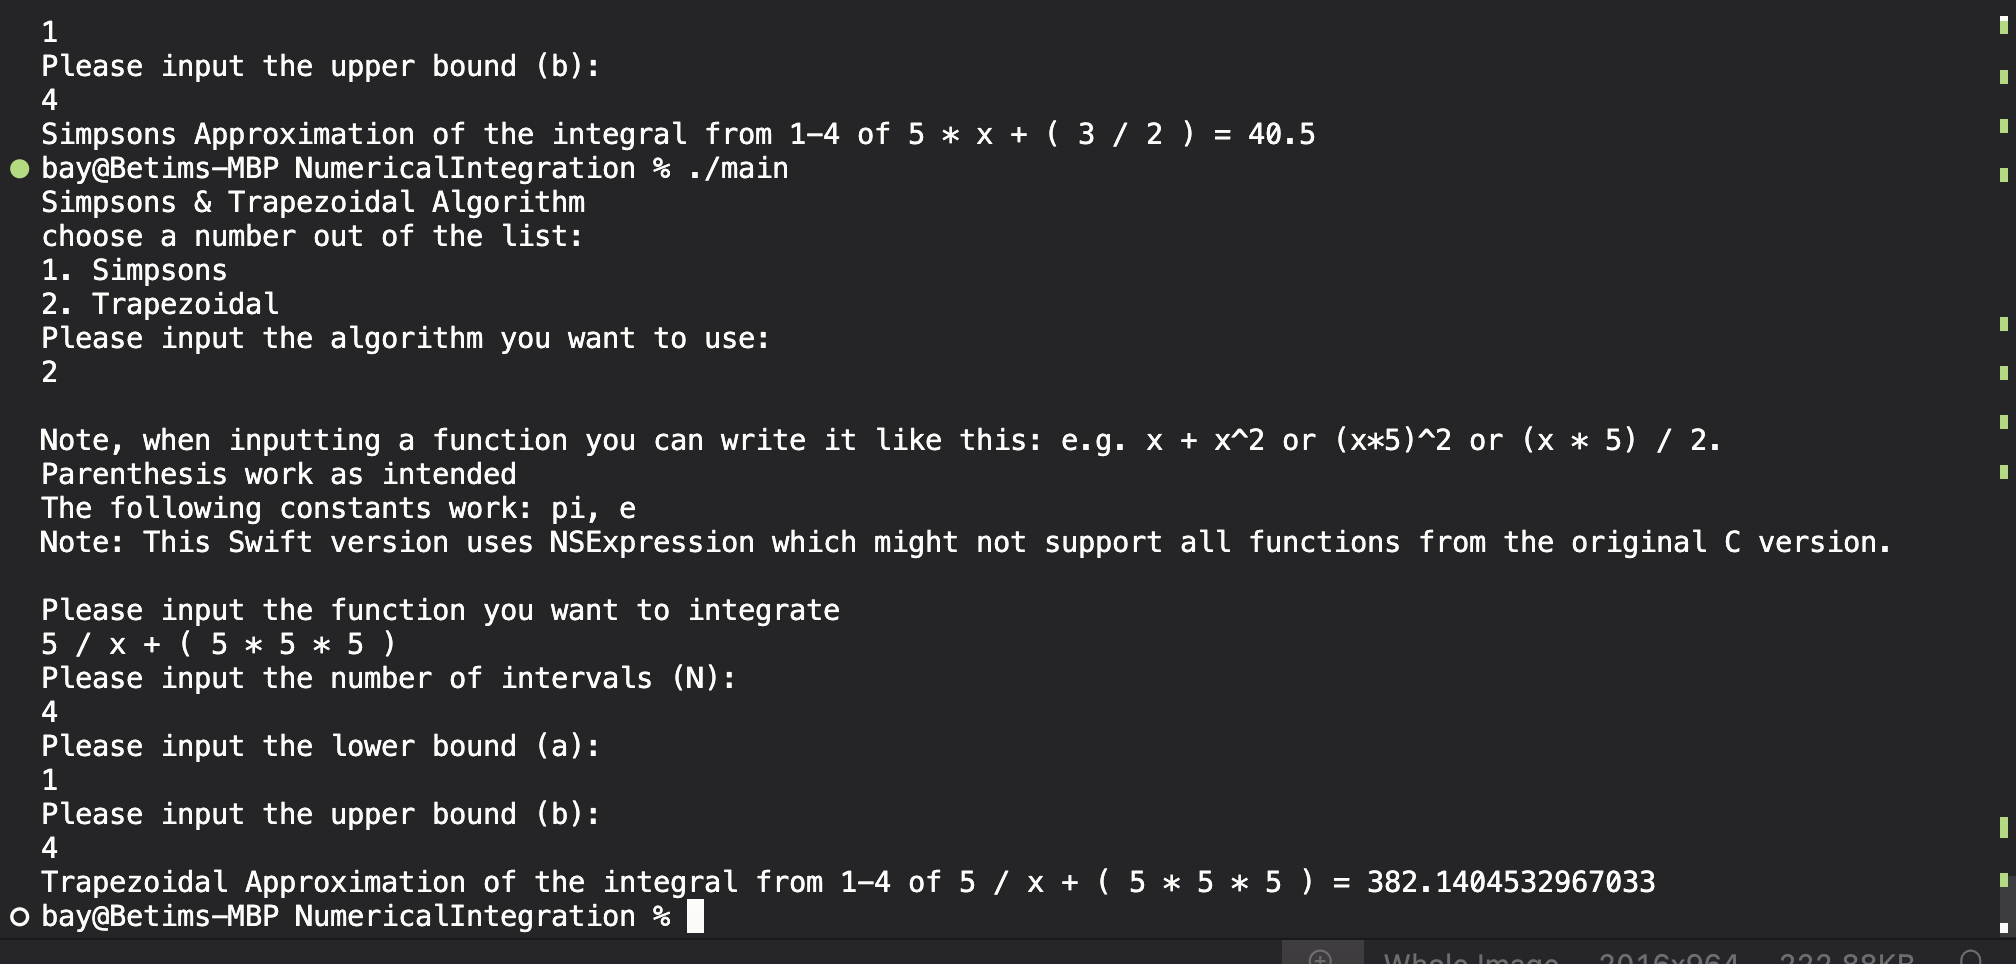 1
Please input the upper bound (b):
4
Simpsons Approximation of the integral from 1-4 of 5 * x + ( 3 / 2 ) = 40.5
bay@Betims-MBP NumericalIntegration % ./main
Simpsons & Trapezoidal Algorithm
choose a number out of the list:
1. Simpsons
2. Trapezoidal
Please input the algorithm you want to use:
2
Note, when inputting a function you can write it like this: e.g. x + x^2 or (x*5)^2 or (x * 5) / 2.
Parenthesis work as intended
The following constants work: pi, e
Note: This Swift version uses NSExpression which might not support all functions from the original C version.
Please input the function you want to integrate
5 / x + ( 5 * 5 * 5 )
Please input the number of intervals (N):
4
Please input the lower bound (a):
1
Please input the upper bound (b):
4
Trapezoidal Approximation of the integral from 1-4 of 5 / x + ( 5 * 5 * 5 ) = 382.1404532967033
bay@Betims-MBP NumericalIntegration %
Whole Image 2016x964 222.88KB